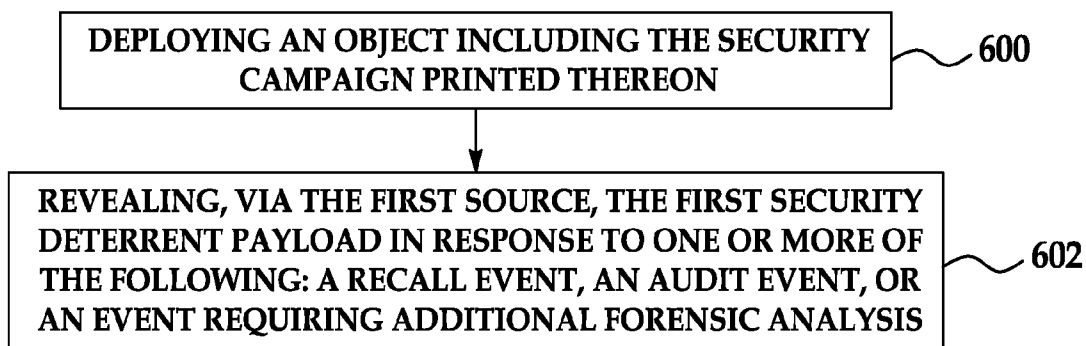 DEPLOYING AN OBJECT INCLUDING THE SECURITY
CAMPAIGN PRINTED THEREON
600
REVEALING, VIA THE FIRST SOURCE, THE FIRST SECURITY
DETERRENT PAYLOAD IN RESPONSE TO ONE OR MORE OF
THE FOLLOWING: A RECALL EVENT, AN AUDIT EVENT, OR
AN EVENT REQUIRING ADDITIONAL FORENSIC ANALYSIS
602